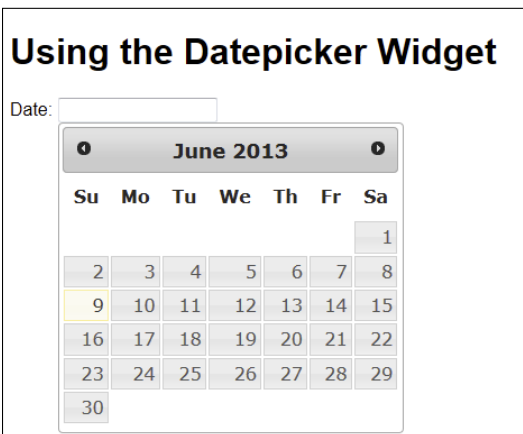 Using the Datepicker Widget
Date:
June 2013
Su Mo Tu We Th Fr Sa
1
2 3 4 5 6 7 8
9 10 11 12 13 14 15
16 17 18 19 20 21 22
23 24 25 26 27 28 29
30